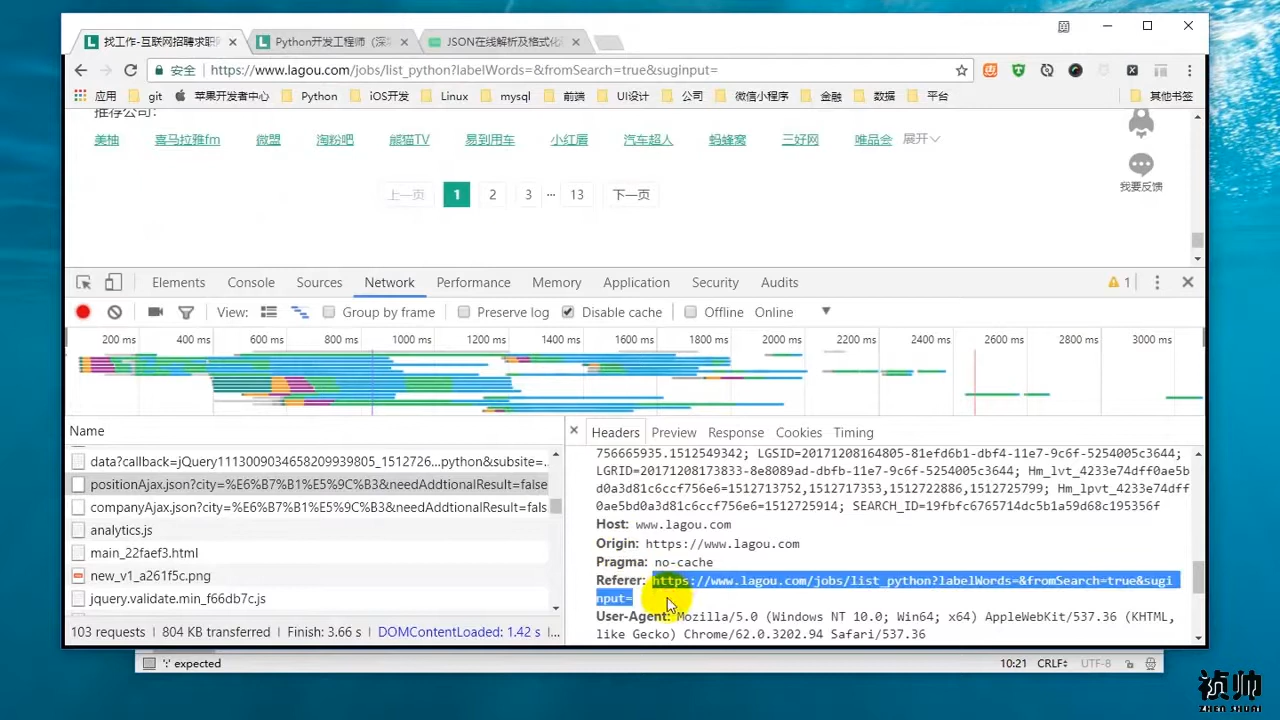 找工作-互联网招聘求职网
Python开发工程师（深圳
JSON在线解析及格式化
安全
https://www.lagou.com/jobs/list_python?labelWords=&fromSearch=true&suginput=
应用 git 苹果开发者中心 Python iOS开发 Linux mysql 前端 UI设计 公司 微信小程序 金融 数据 平台 其他书签
推荐公司:
美柚 喜马拉雅fm 微盟 淘粉吧 熊猫TV 易到用车 小红唇 汽车超人 蚂蜂窝 三好网 唯品会 展开
我要反馈
上一页 1 2 3 ... 13 下一页
Elements Console Sources Network Performance Memory Application Security Audits 1
View: Group by frame Preserve log Disable cache Offline Online
200 ms 400 ms 600 ms 800 ms 1000 ms 1200 ms 1400 ms 1600 ms 1800 ms 2000 ms 2200 ms 2400 ms 2600 ms 2800 ms 3000 ms
Name
Headers Preview Response Cookies Timing
data?callback=jQuery1113009034658209939805_1512726...python&subsite=..
positionAjax.json?city=%E6%B7%B1%E5%9C%B3&needAddtionalResult=false
companyAjax.json?city=%E6%B7%B1%E5%9C%B3&needAddtionalResult=fals
analytics.js
main_22faef3.html
new_v1_a261f5c.png
jquery.validate.min_f66db7c.js
103 requests | 804 KB transferred | Finish: 3.66 s | DOMContentLoaded: 1.42 s |...
756665935.1512549342; LGSID=20171208164805-81efd6b1-dbf4-11e7-9c6f-5254005c3644;
LGRID=20171208173833-8e8089ad-dbfb-11e7-9c6f-5254005c3644; Hm_lvt_4233e74dff0ae5b
d0a3d81c6ccf756e6=1512713752,1512717353,1512722886,1512725799; Hm_lpvt_4233e74dff
0ae5bd0a3d81c6ccf756e6=1512725914; SEARCH_ID=19fbfc6765714dc5b1a59d68c195356f
Host: www.lagou.com
Origin: https://www.lagou.com
Pragma: no-cache
Referer: https://www.lagou.com/jobs/list_python?labelWords=&fromSearch=true&sugi
nput=
User-Agent: Mozilla/5.0 (Windows NT 10.0; Win64; x64) AppleWebKit/537.36 (KHTML,
like Gecko) Chrome/62.0.3202.94 Safari/537.36
':' expected
10:21 CRLF UTF-8
祯帅
ZHEN SHUAI